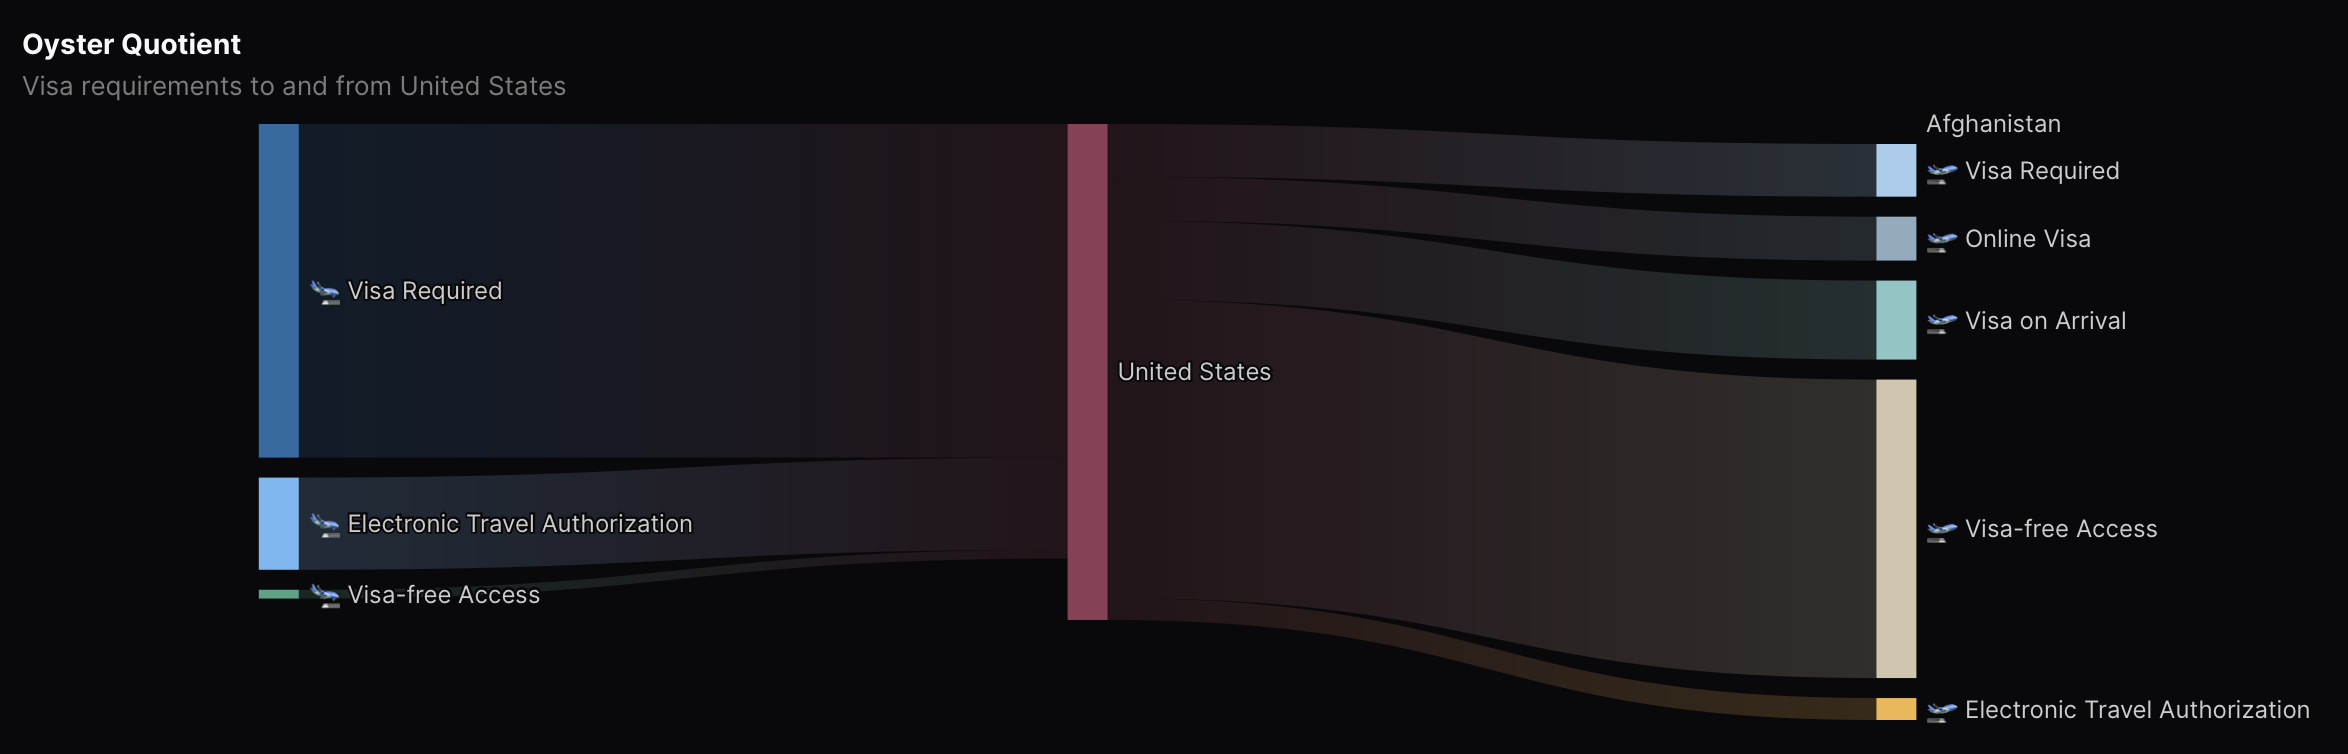 Oyster Quotient
Visa requirements to and from United States
Afghanistan
Visa Required
Online Visa
Visa Required
Visa on Arrival
United States
Electronic Travel Authorization
Visa-free Access
Visa-free Access
Electronic Travel Authorization